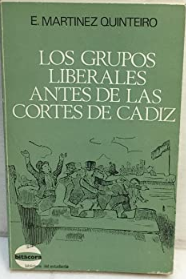 E. MARTINEZ QUINTEIRO
LOS GRUPOS
LIBERALES
ANTES DE LAS
CORTES DE CADIZ
bitácora